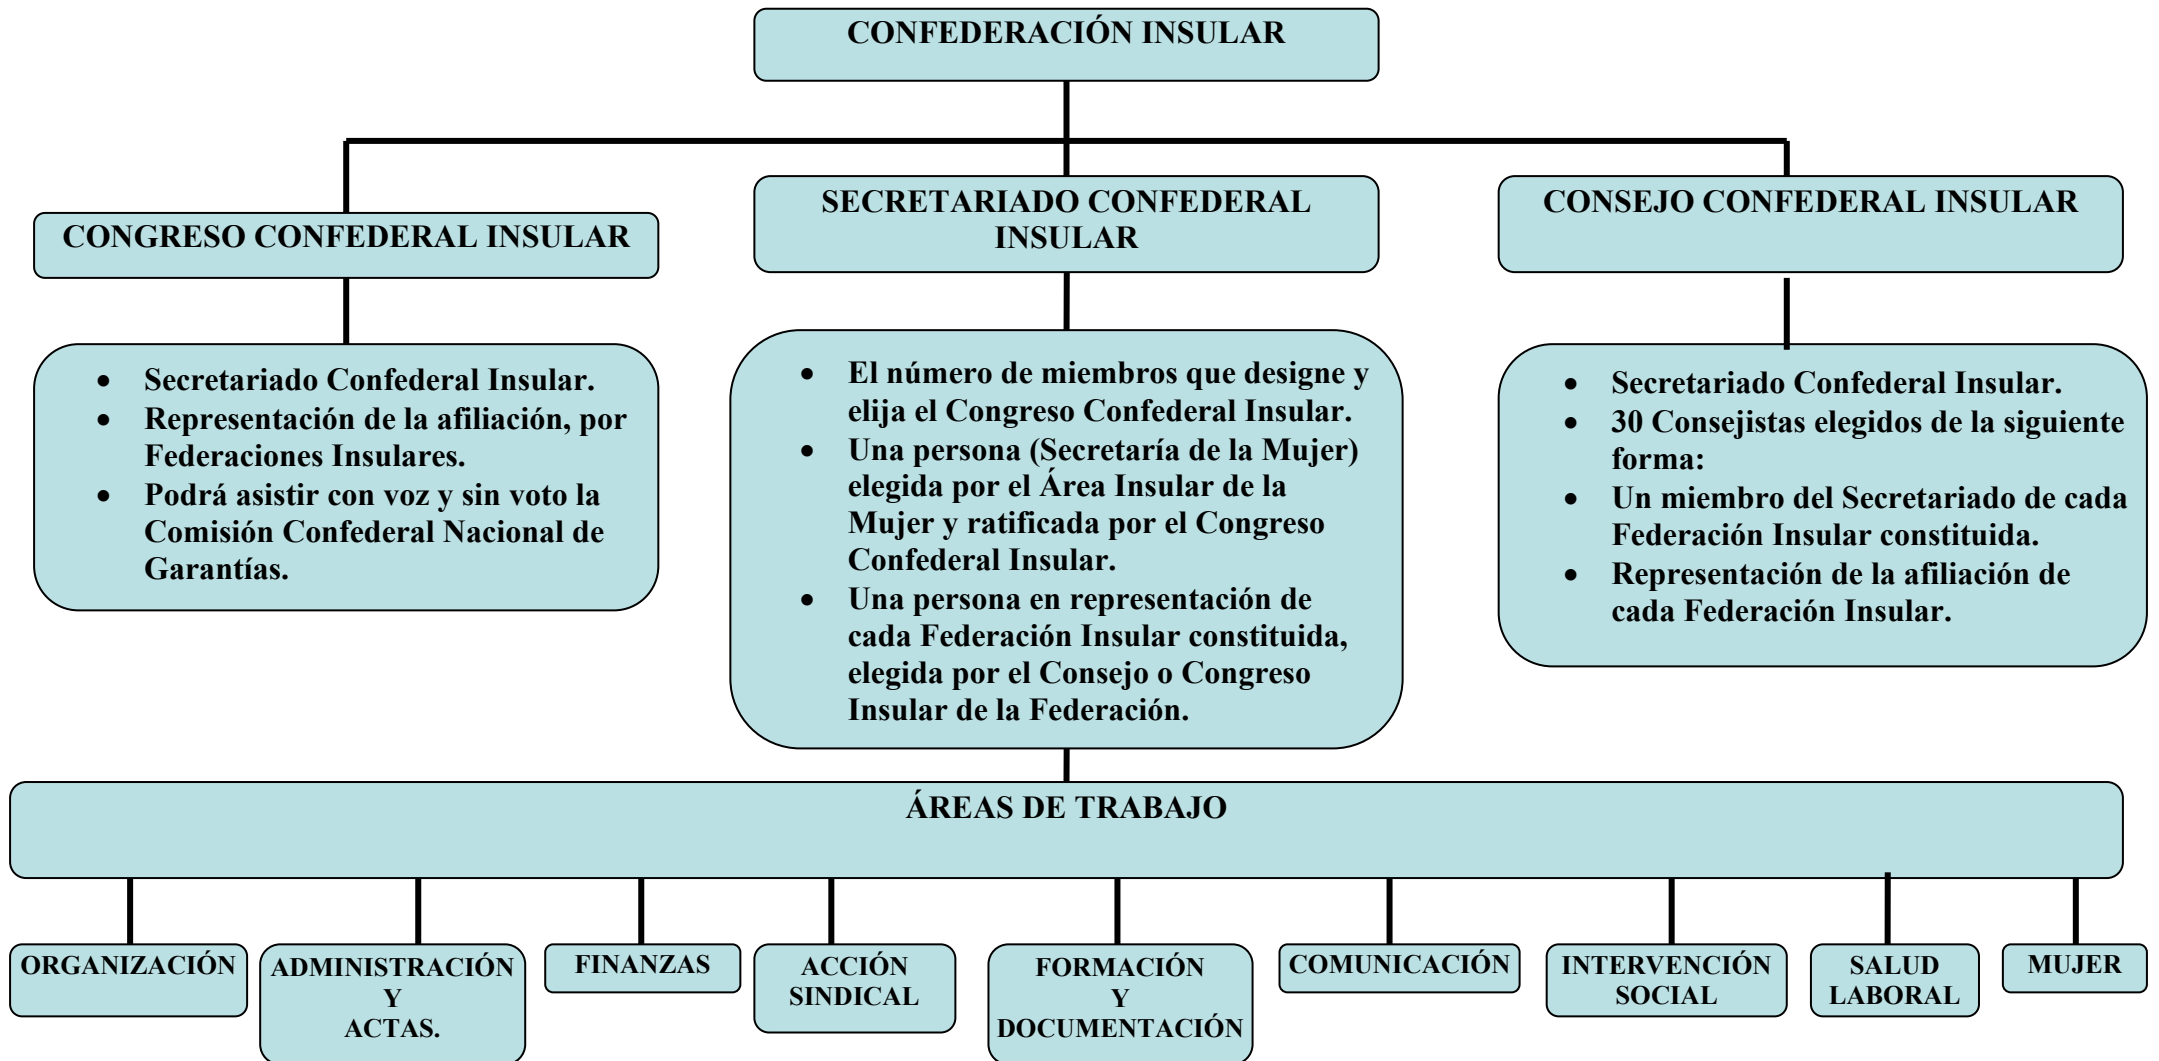 CONFEDERACIÓN INSULAR
CONGRESO CONFEDERAL INSULAR
SECRETARIADO CONFEDERAL
INSULAR
CONSEJO CONFEDERAL INSULAR
• Secretariado Confederal Insular.
• Representación de la afiliación, por
Federaciones Insulares.
• Podrá asistir con voz y sin voto la
Comisión Confederal Nacional de
Garantías.
• El número de miembros que designe y
elija el Congreso Confederal Insular.
• Una persona (Secretaría de la Mujer)
elegida por el Área Insular de la
Mujer y ratificada por el Congreso
Confederal Insular.
• Una persona en representación de
cada Federación Insular constituida,
elegida por el Consejo o Congreso
Insular de la Federación.
• Secretariado Confederal Insular.
• 30 Consejistas elegidos de la siguiente
forma:
• Un miembro del Secretariado de cada
Federación Insular constituida.
• Representación de la afiliación de
cada Federación Insular.
ÁREAS DE TRABAJO
ORGANIZACIÓN
ADMINISTRACIÓN
Y
ACTAS.
FINANZAS
ACCIÓN
SINDICAL
FORMACIÓN
Y
DOCUMENTACIÓN
COMUNICACIÓN
INTERVENCIÓN
SOCIAL
SALUD
LABORAL
MUJER